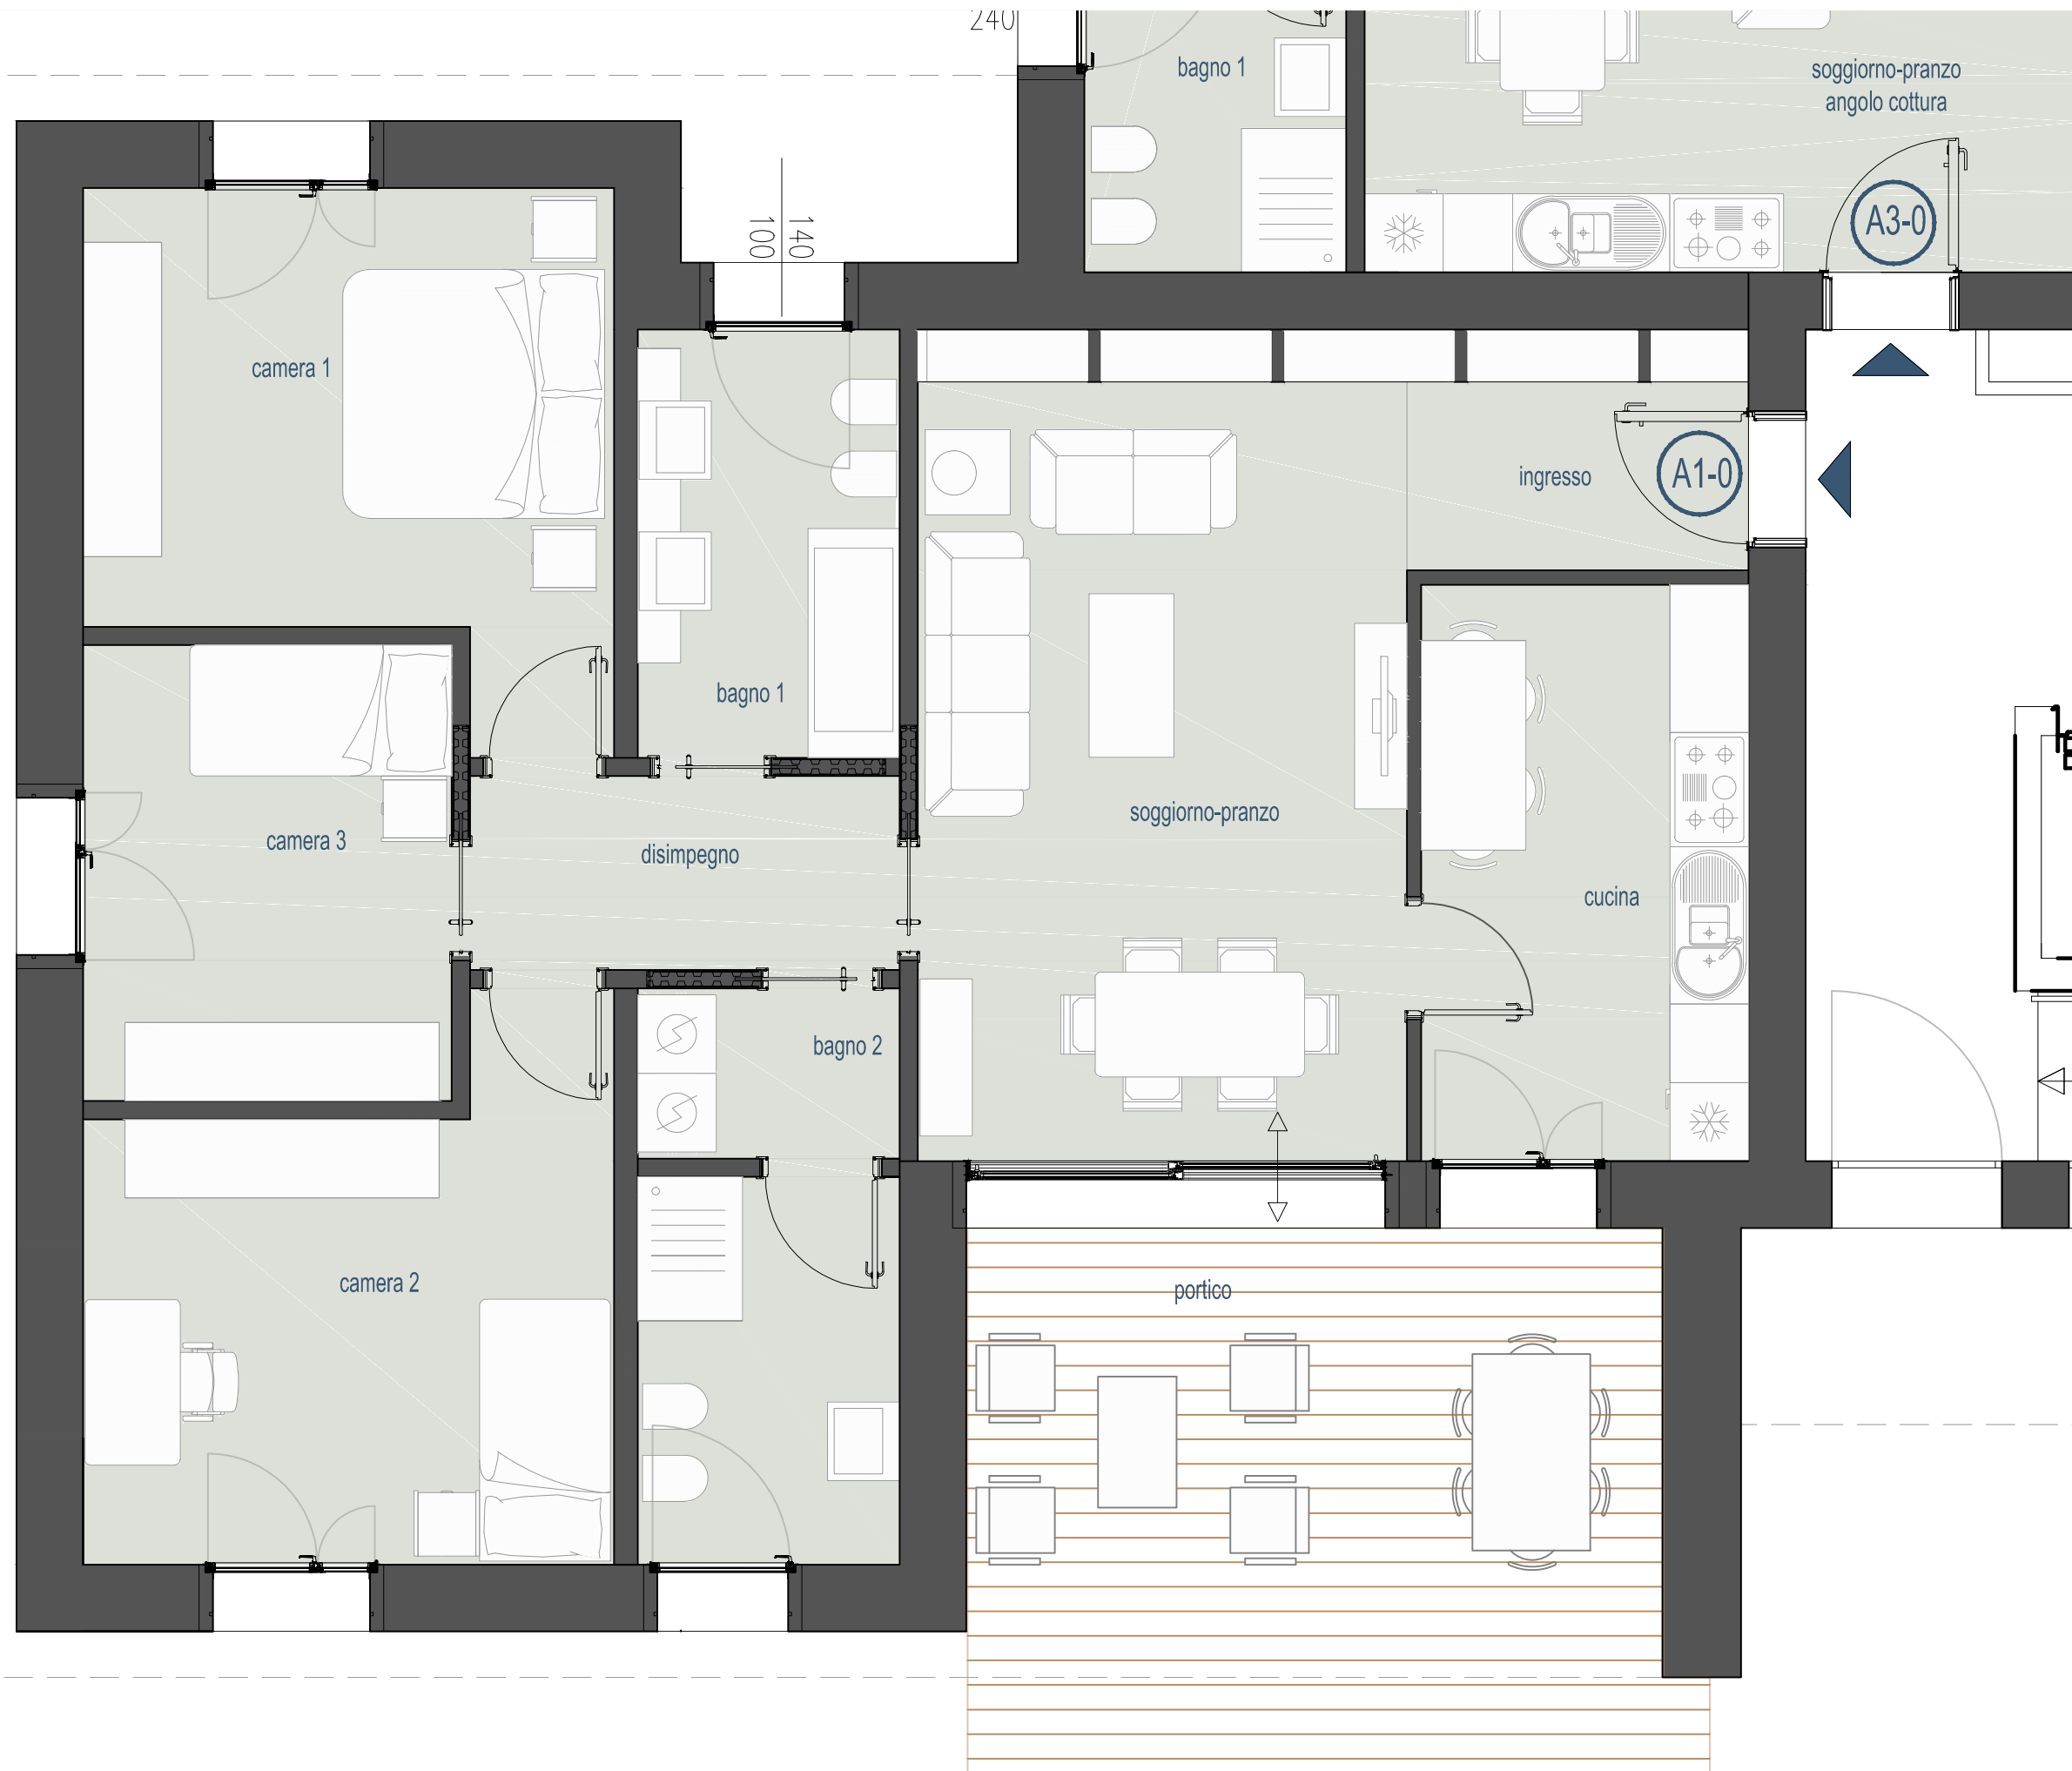 240
bagno 1
soggiorno-pranzo
angolo cottura
A3-0
100
140
camera 1
ingresso
A1-0
bagno 1
camera 3
disimpegno
soggiorno-pranzo
cucina
bagno 2
camera 2
portico